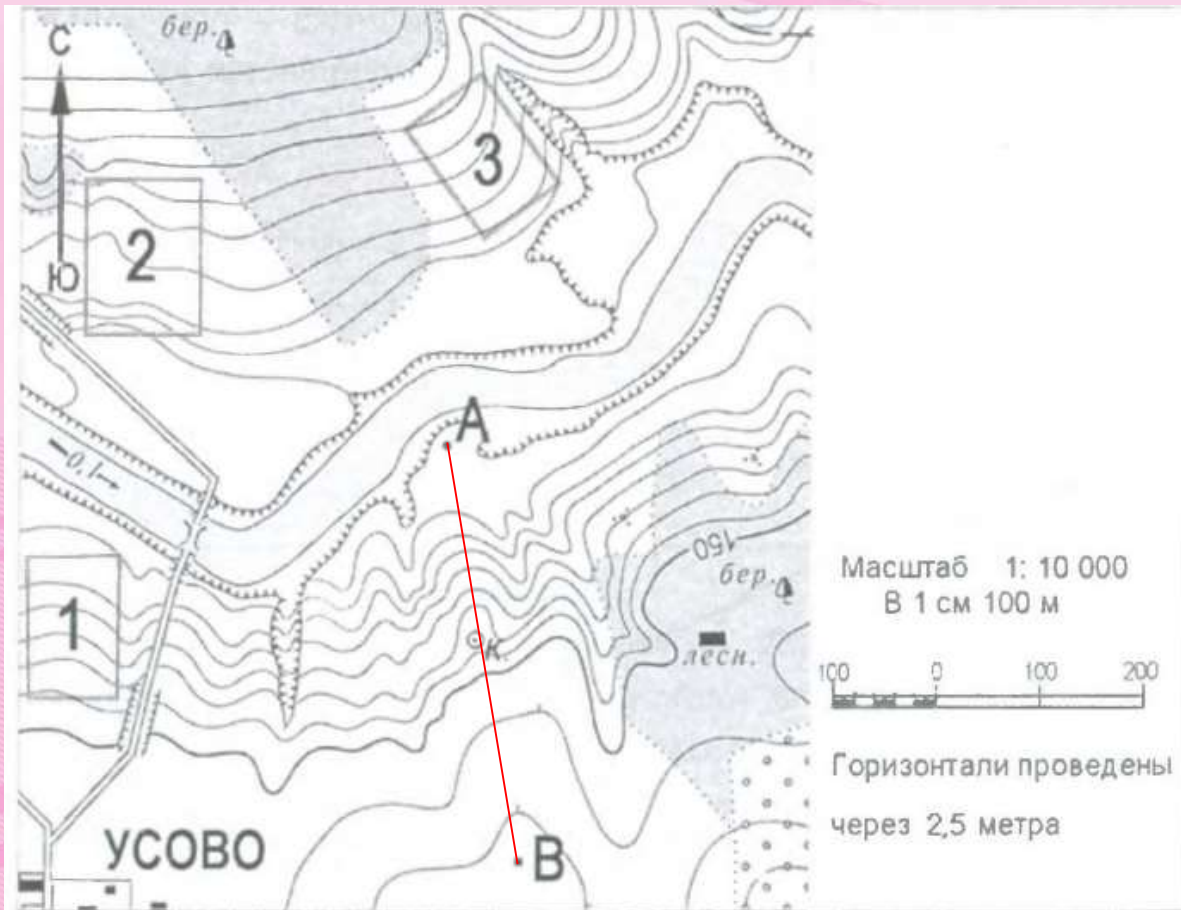 С
бер.
3
2
Ю
А
0,1
150
бер.
Масштаб 1: 10 000
В 1 см 100 м
1
К.
лесн.
100 0 100 200
Горизонтали проведены
через 2,5 метра
УСОВО
В